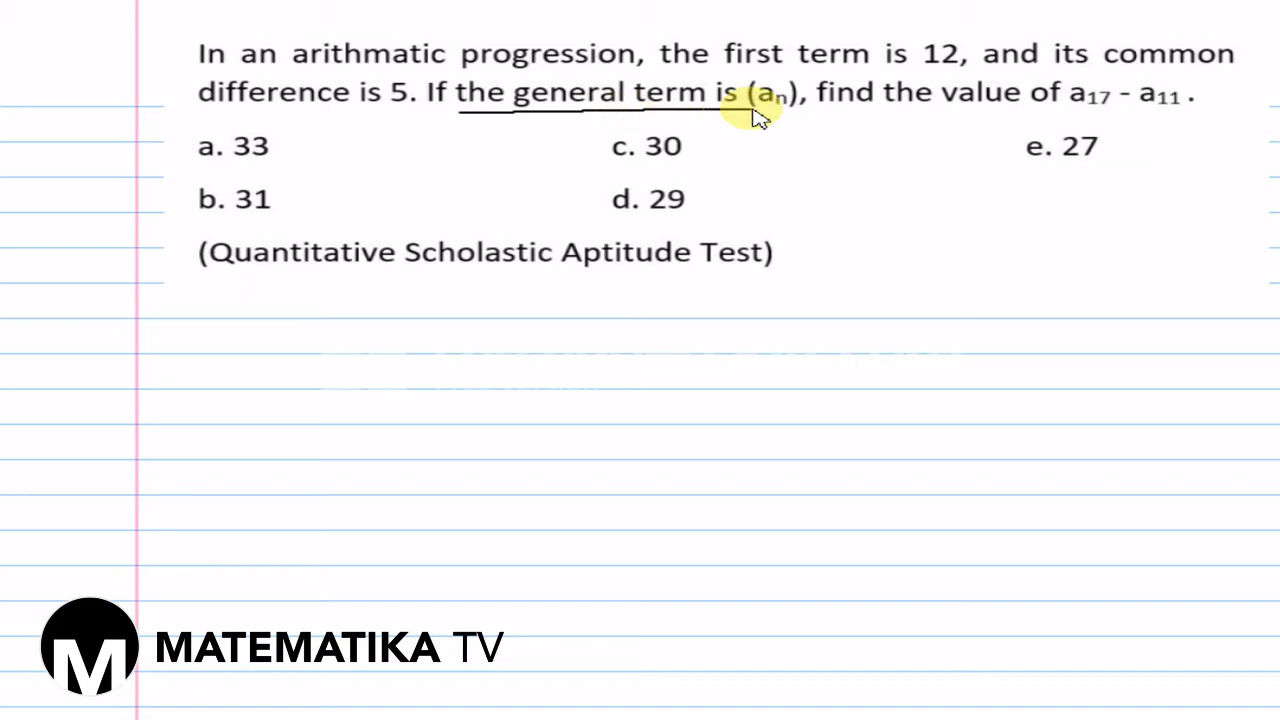 In an arithmatic progression, the first term is 12, and its common
difference is 5. If the general term is (aₙ), find the value of a₁₇ - a₁₁ .
a. 33 c. 30 e. 27
b. 31 d. 29
(Quantitative Scholastic Aptitude Test)
M MATEMATIKA TV